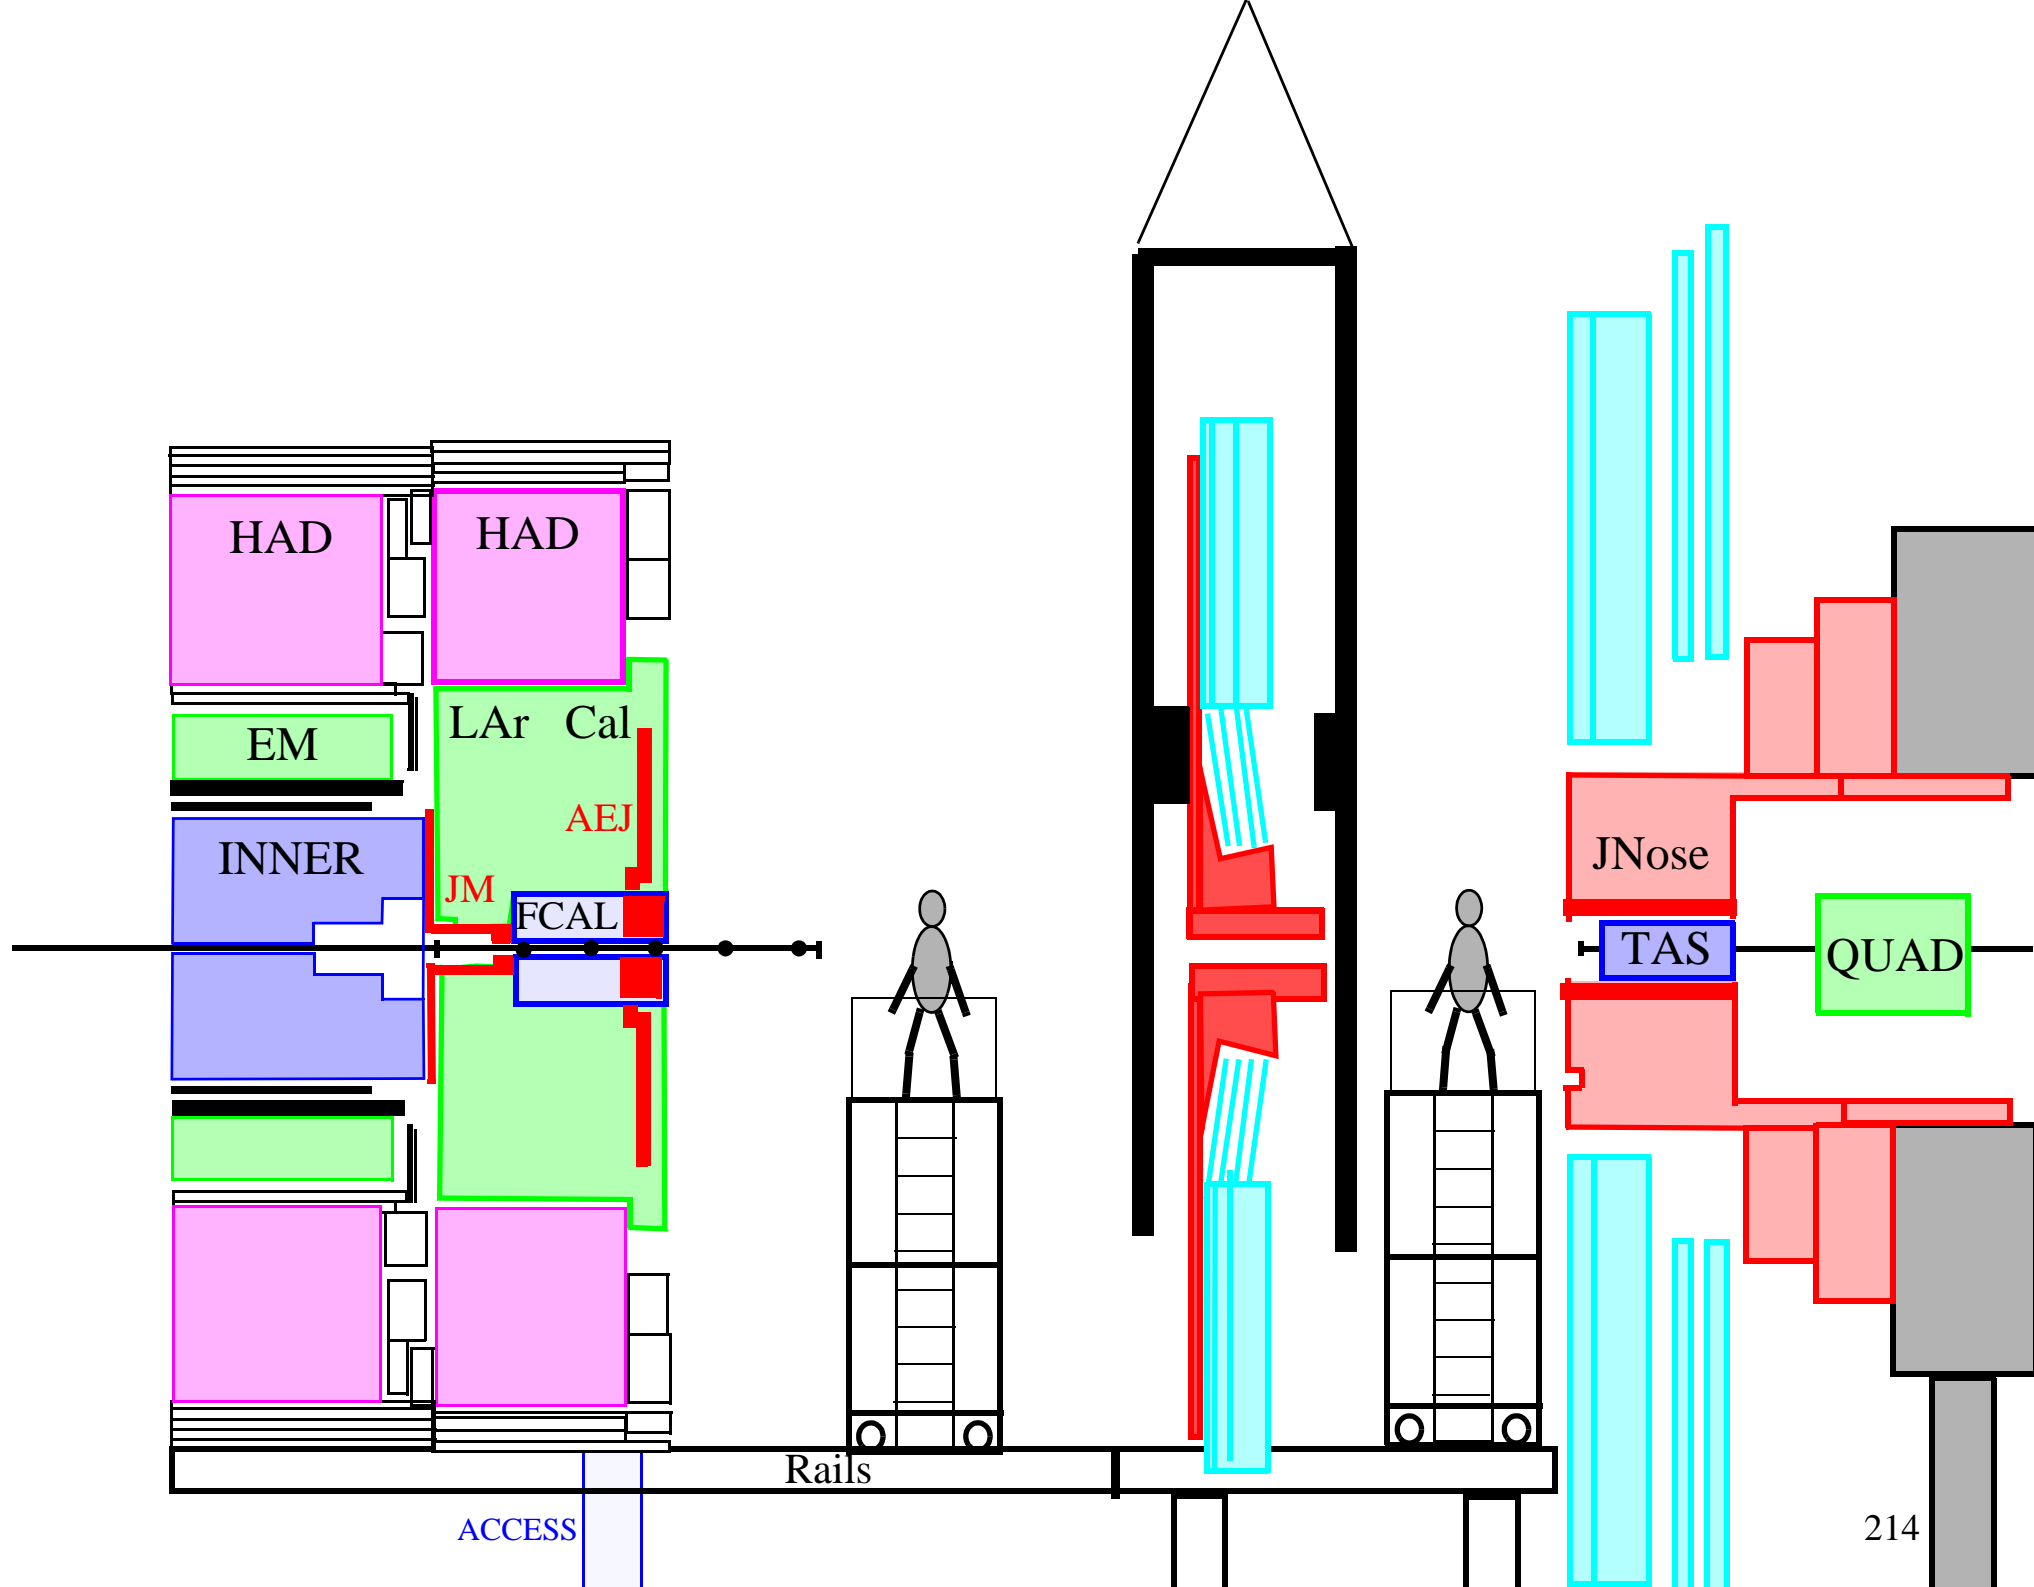 HAD
HAD
LAr Cal
EM
AEJ
INNER
JM
FCAL
JNose
TAS
QUAD
Rails
ACCESS
214